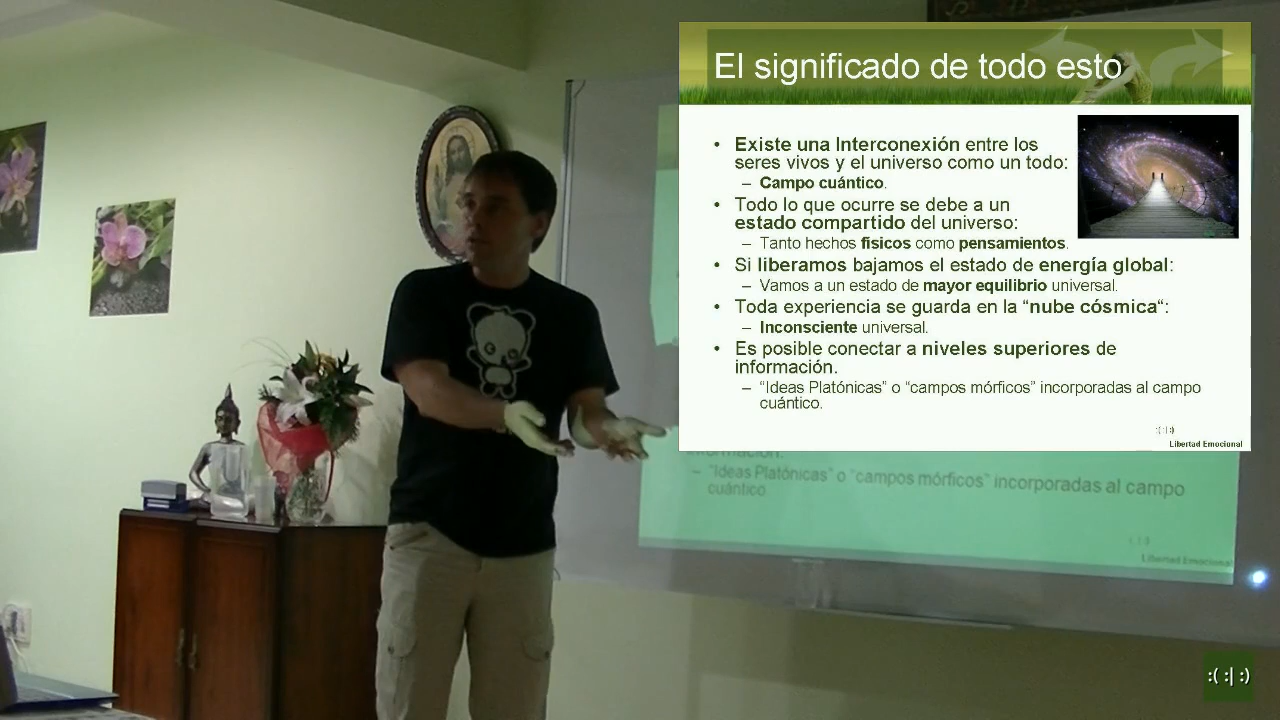 El significado de todo esto
• Existe una Interconexión entre los
seres vivos y el universo como un todo:
– Campo cuántico.
• Todo lo que ocurre se debe a un
estado compartido del universo:
– Tanto hechos físicos como pensamientos.
• Si liberamos bajamos el estado de energía global:
– Vamos a un estado de mayor equilibrio universal.
• Toda experiencia se guarda en la “nube cósmica“:
– Inconsciente universal.
• Es posible conectar a niveles superiores de
información.
– “Ideas Platónicas” o “campos mórficos” incorporadas al campo
cuántico.
:(:|:)
Libertad Emocional
información.
– “Ideas Platónicas” o “campos mórficos” incorporadas al campo
cuántico
Libertad Emocional
:( :| :)